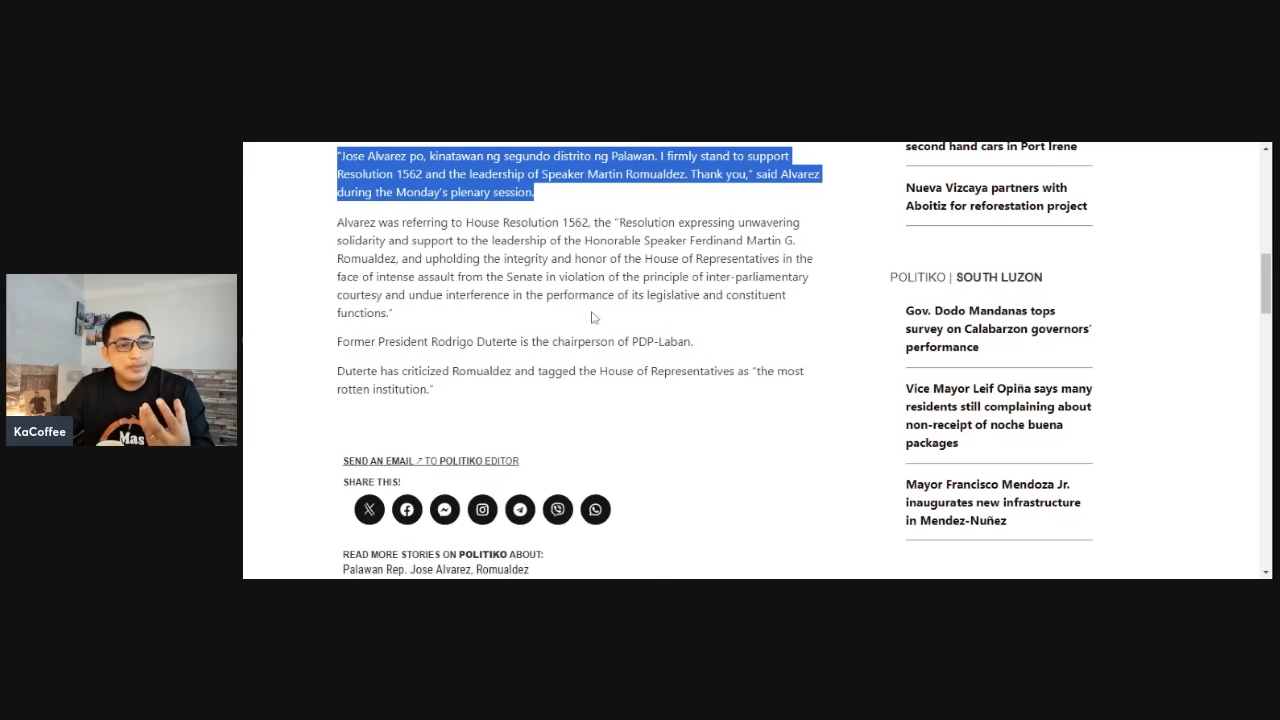 "Jose Alvarez po, kinatawan ng segundo distrito ng Palawan. I firmly stand to support
Resolution 1562 and the leadership of Speaker Martin Romualdez. Thank you," said Alvarez
during the Monday's plenary session.
Alvarez was referring to House Resolution 1562, the "Resolution expressing unwavering
solidarity and support to the leadership of the Honorable Speaker Ferdinand Martin G.
Romualdez, and upholding the integrity and honor of the House of Representatives in the
face of intense assault from the Senate in violation of the principle of inter-parliamentary
courtesy and undue interference in the performance of its legislative and constituent
functions."
Former President Rodrigo Duterte is the chairperson of PDP-Laban.
Duterte has criticized Romualdez and tagged the House of Representatives as "the most
rotten institution."
SEND AN EMAIL ↗ TO POLITIKO EDITOR
SHARE THIS!
READ MORE STORIES ON POLITIKO ABOUT:
Palawan Rep. Jose Alvarez, Romualdez
second hand cars in Port Irene
Nueva Vizcaya partners with
Aboitiz for reforestation project
POLITIKO | SOUTH LUZON
Gov. Dodo Mandanas tops
survey on Calabarzon governors'
performance
Vice Mayor Leif Opiña says many
residents still complaining about
non-receipt of noche buena
packages
Mayor Francisco Mendoza Jr.
inaugurates new infrastructure
in Mendez-Nuñez
KaCoffee
Mas